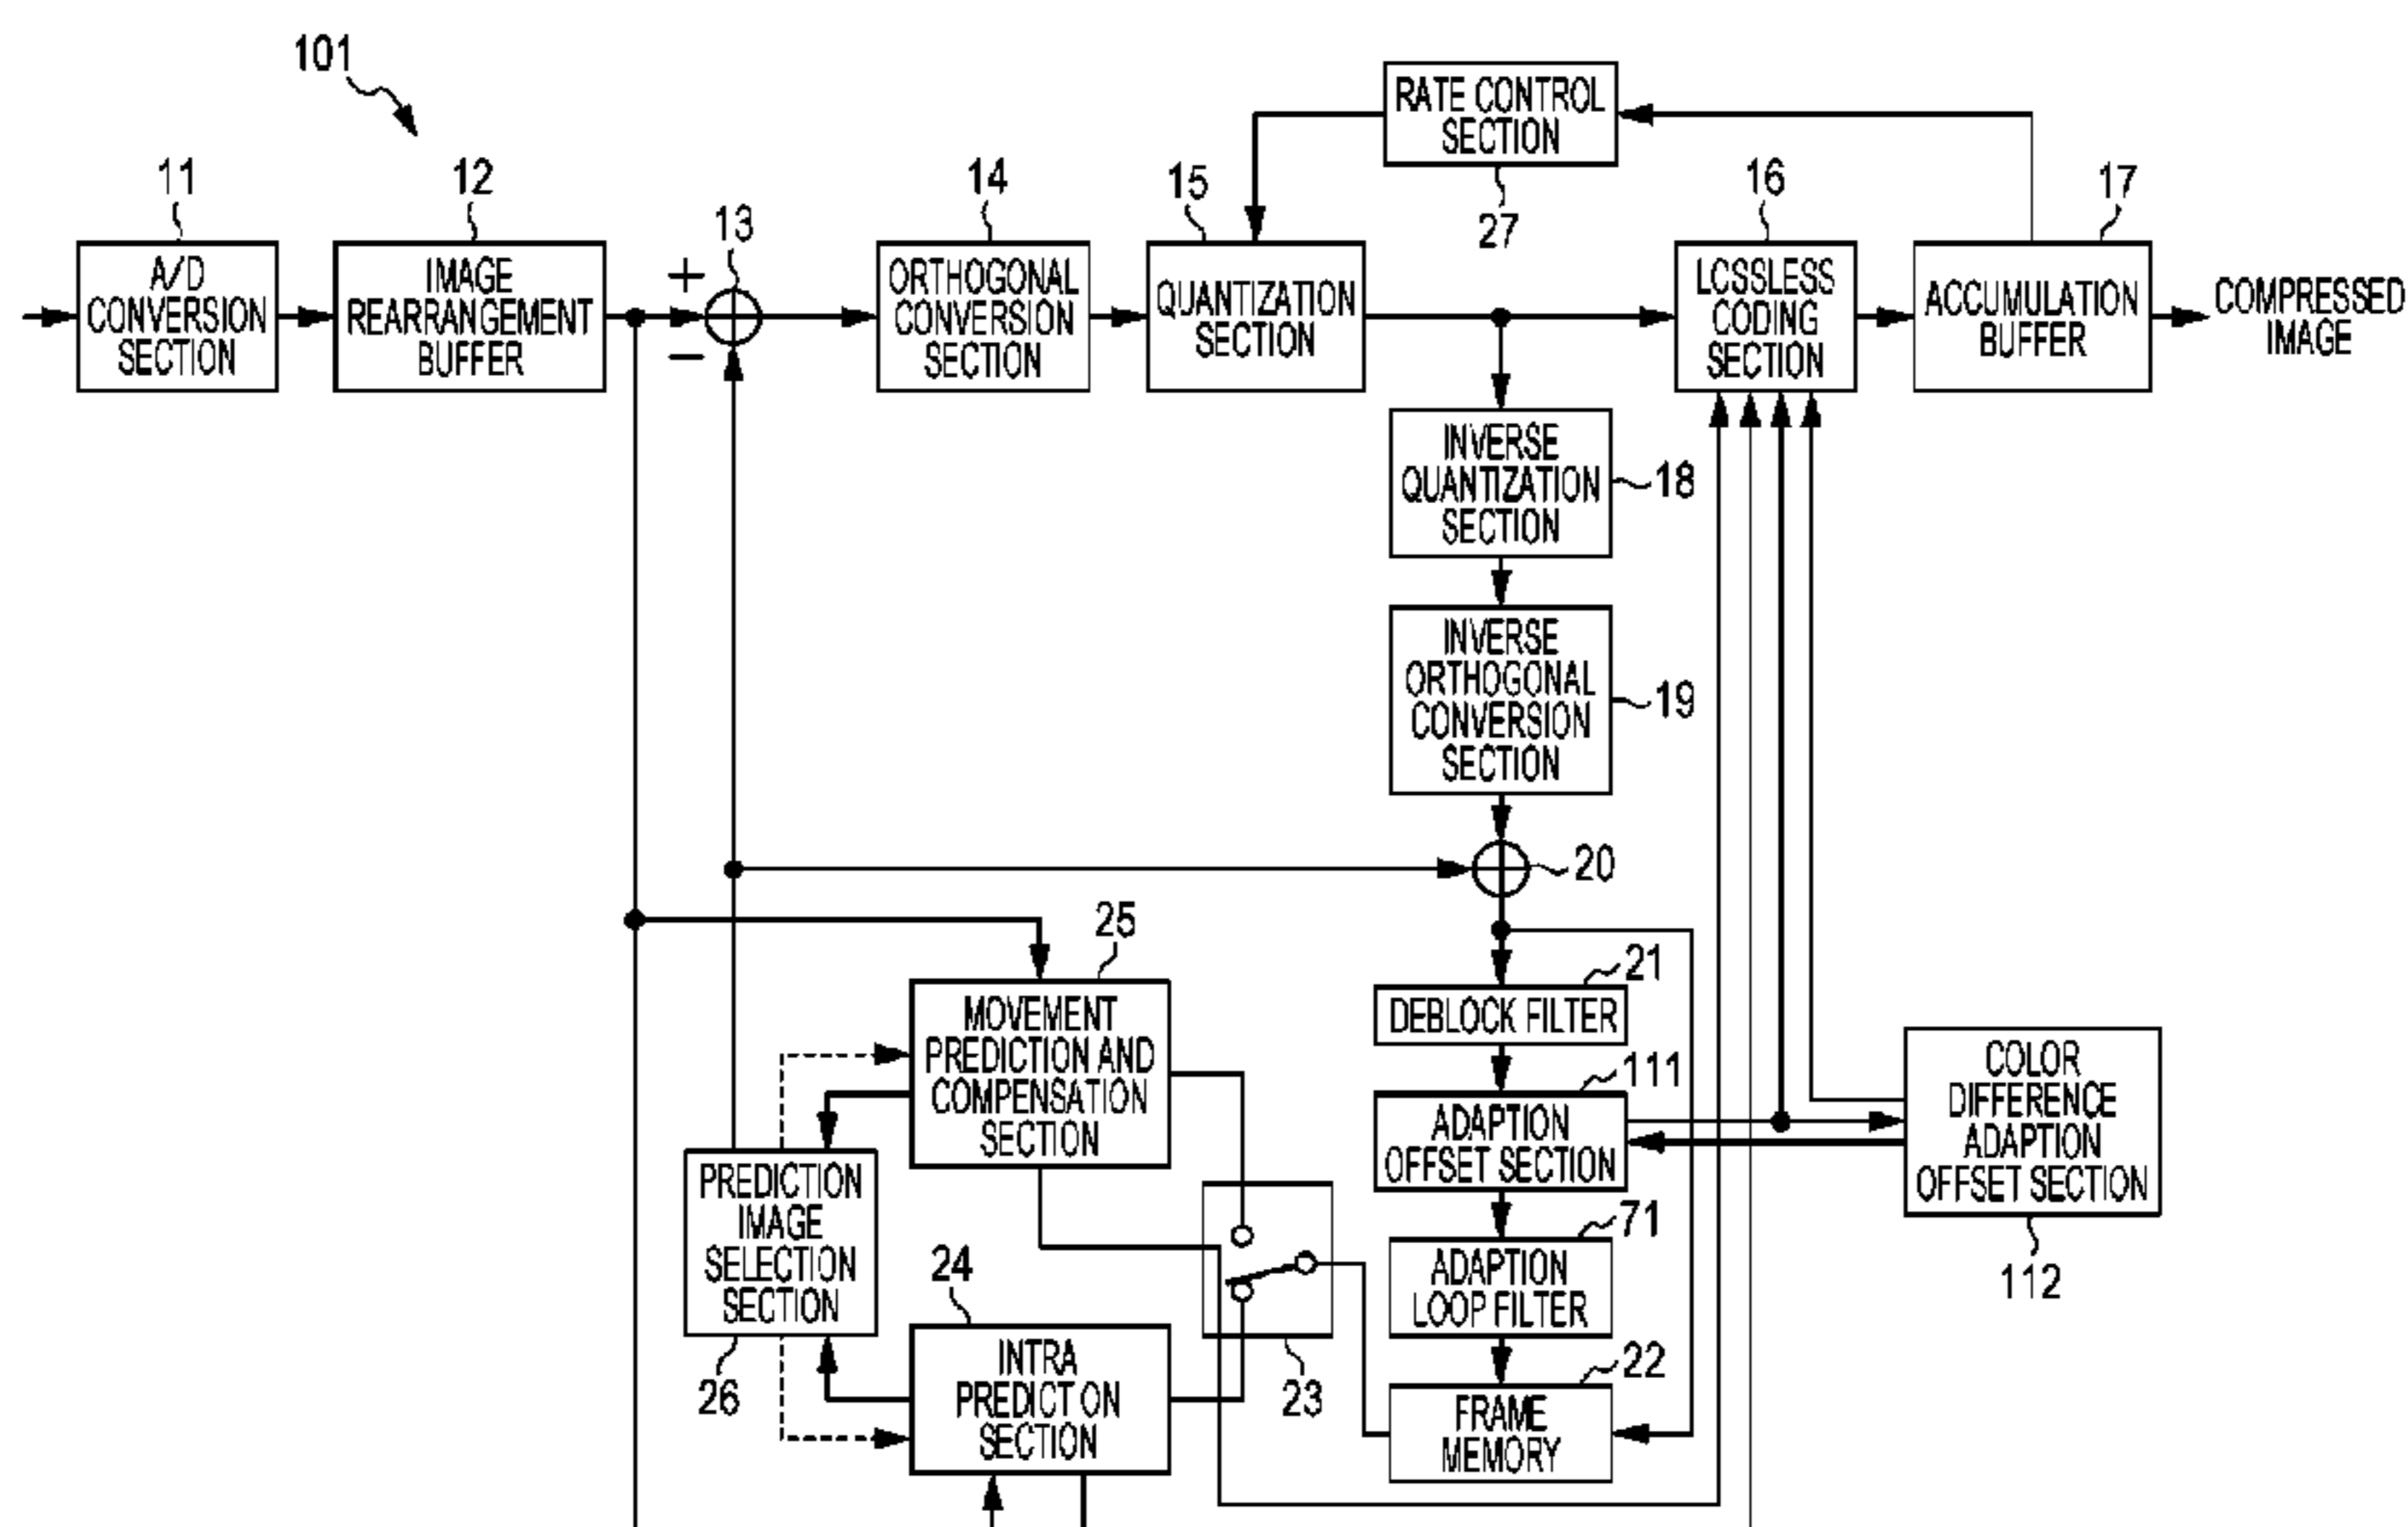 101
RATE CONTROL
SECTION
27
11
12
13
14
15
16
17
A/D
CONVERSION
SECTION
IMAGE
REARRANGEMENT
BUFFER
+
−
ORTHOGONAL
CONVERSION
SECTION
QUANTIZATION
SECTION
LCSSLESS
CODING
SECTION
ACCUMULATION
BUFFER
COMPRESSED
IMAGE
INVERSE
QUANTIZATION
SECTION
18
INVERSE
ORTHOGONAL
CONVERSION
SECTION
19
20
25
MOVEMENT
PREDICTION AND
COMPENSATION
SECTION
21
DEBLOCK FILTER
111
ADAPTION
OFFSET SECTION
COLOR
DIFFERENCE
ADAPTION
OFFSET SECTION
112
PREDICTION
IMAGE
SELECTION
SECTION
26
71
ADAPTION
LOOP FILTER
24
INTRA
PREDICT ON
SECTION
23
22
FRAME
MEMORY